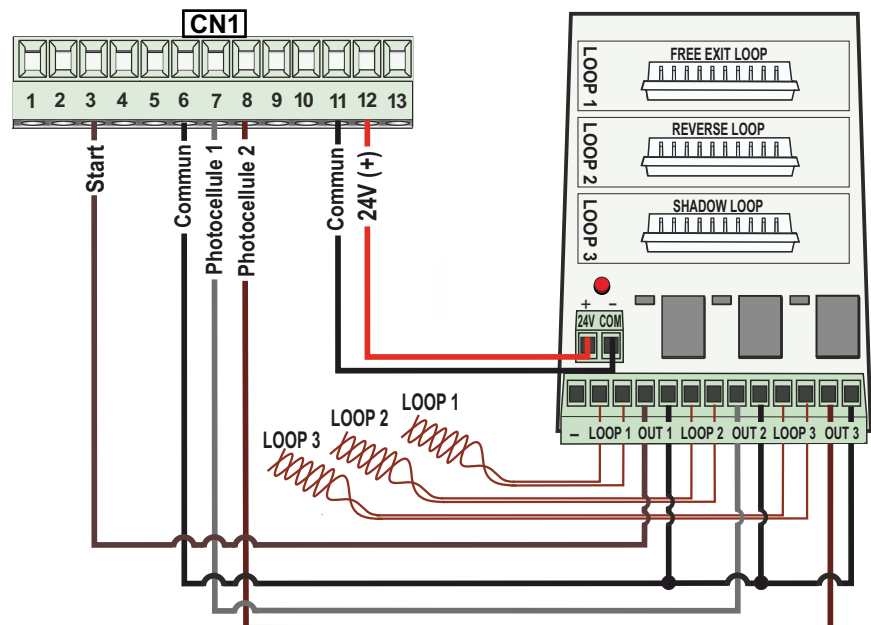 CN1
1 2 3 4 5 6 7 8 9 10 11 12 13
Start
Commun
Photocellule 1
Photocellule 2
Commun
24V (+)
LOOP 1
FREE EXIT LOOP
LOOP 2
REVERSE LOOP
LOOP 3
SHADOW LOOP
+ −
24V COM
− LOOP 1 OUT 1 LOOP 2 OUT 2 LOOP 3 OUT 3
LOOP 1
LOOP 2
LOOP 3